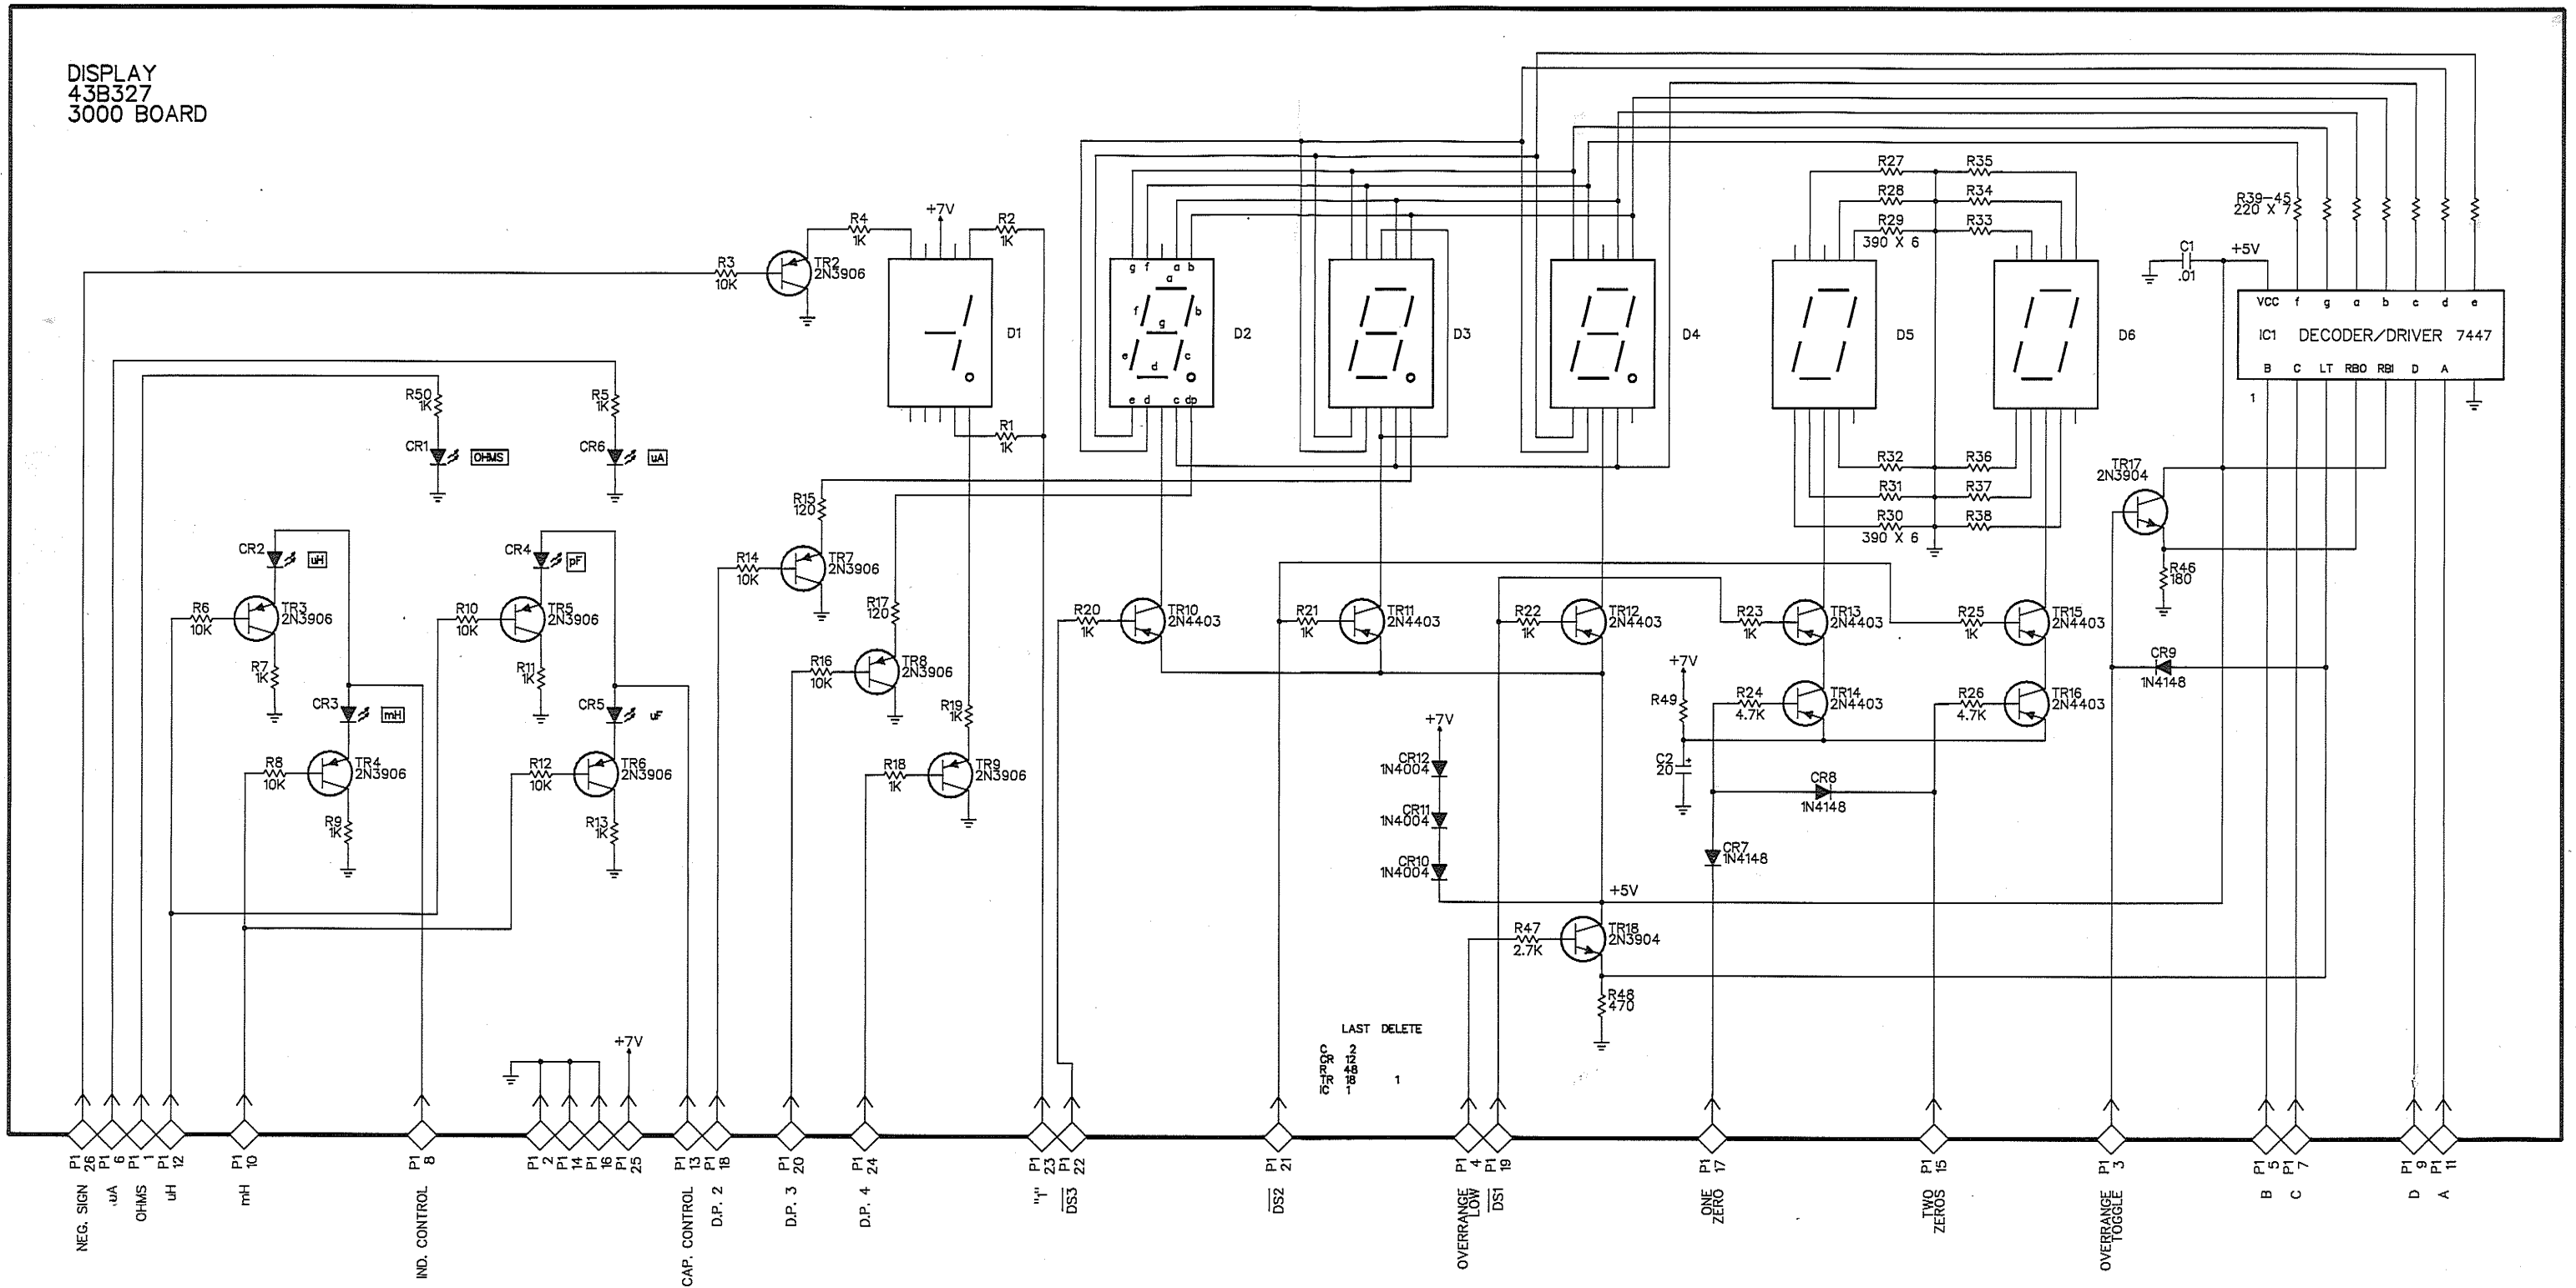 DISPLAY
43B327
3000 BOARD
R4
1K
+7V
R2
1K
R3
10K
TR2
2N3906
D1
R1
1K
g f a b
a
f
b
g
e
c
d
e d c dp
D2
D3
D4
D5
D6
R27
R28
R29
390 X 6
R35
R34
R33
R32
R31
R30
390 X 6
R36
R37
R38
R39-45
220 X 7
C1
.01
+5V
VCC f g a b c d e
IC1 DECODER/DRIVER 7447
B C LT RBO RBI D A
1
R50
1K
CR1
OHMS
R5
1K
CR6
uA
CR2
uH
R6
10K
TR3
2N3906
R7
1K
CR3
mH
R8
10K
TR4
2N3906
R9
1K
CR4
pF
R10
10K
TR5
2N3906
R11
1K
CR5
uF
R12
10K
TR6
2N3906
R13
1K
R15
120
R14
10K
TR7
2N3906
R17
120
R16
10K
TR8
2N3906
R19
1K
R18
1K
TR9
2N3906
R20
1K
TR10
2N4403
R21
1K
TR11
2N4403
R22
1K
TR12
2N4403
R23
1K
TR13
2N4403
R25
1K
TR15
2N4403
+7V
R49
R24
4.7K
TR14
2N4403
R26
4.7K
TR16
2N4403
C2
20
+
CR8
1N4148
CR7
1N4148
TR17
2N3904
R46
180
CR9
1N4148
+7V
CR12
1N4004
CR11
1N4004
CR10
1N4004
+5V
R47
2.7K
TR18
2N3904
R48
470
LAST DELETE
C 2
CR 12
R 48
TR 18 1
IC 1
+7V
P1 26 NEG. SIGN
P1 6 uA
P1 1 OHMS
P1 12 uH
P1 10 mH
P1 8 IND. CONTROL
P1 2
P1 14
P1 16
P1 25
P1 13 CAP. CONTROL
P1 18 D.P. 2
P1 20 D.P. 3
P1 24 D.P. 4
P1 23 "1"
P1 22 DS3
P1 21 DS2
P1 4 OVERRANGE LOW
P1 19 DS1
P1 17 ONE ZERO
P1 15 TWO ZEROS
P1 3 OVERRANGE TOGGLE
P1 5 B
P1 7 C
P1 9 D
P1 11 A